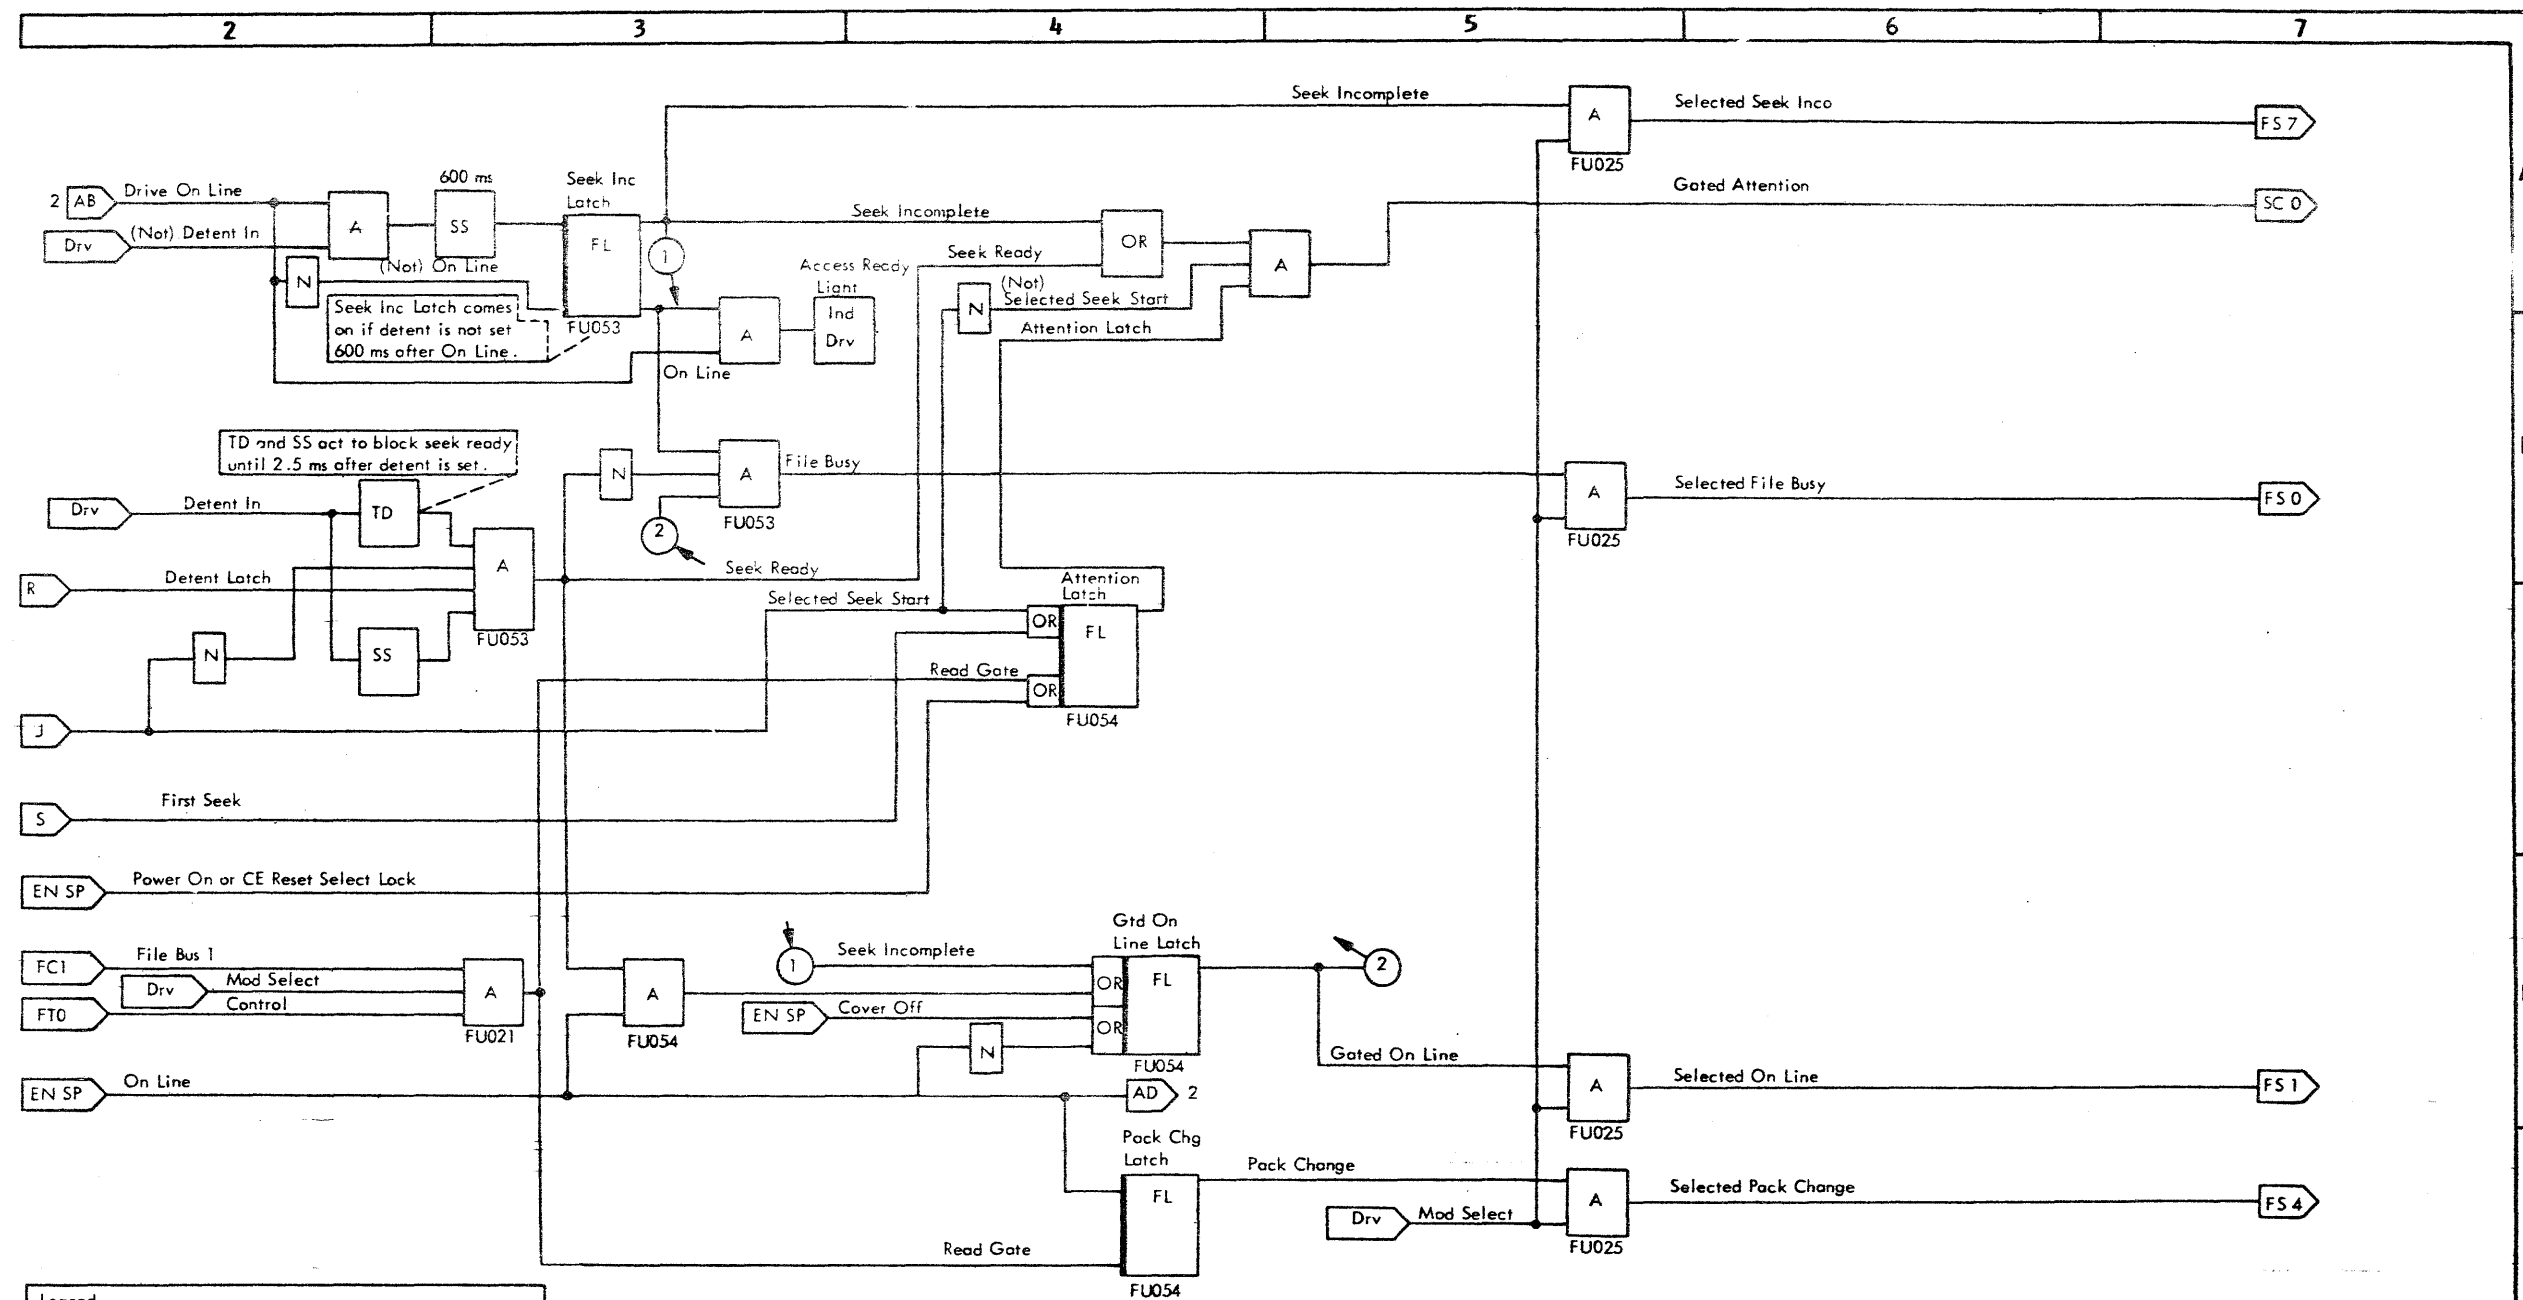 2 3 4 5 6 7
Seek Incomplete
A
Selected Seek Inco
FS 7
FU025
Gated Attention
SC 0
2 AB Drive On Line
600 ms
Seek Inc
Latch
A
SS
FL
Drv (Not) Detent In
N
(Not) On Line
Seek Inc Latch comes
on if detent is not set
600 ms after On Line.
FU053
1
Seek Incomplete
OR
Seek Ready
A
Access Ready
Light
Ind
Drv
A
On Line
(Not)
N
Selected Seek Start
Attention Latch
TD and SS act to block seek ready
until 2.5 ms after detent is set.
N
A
File Busy
FU053
2
A
Selected File Busy
FS 0
FU025
Drv Detent In
TD
A
R Detent Latch
FU053
N
SS
Seek Ready
Selected Seek Start
Attention
Latch
OR
FL
Read Gate
OR
FU054
J
S First Seek
EN SP Power On or CE Reset Select Lock
FC1 File Bus 1
Drv Mod Select
FT0 Control
A
FU021
A
FU054
1 Seek Incomplete
Gtd On
Line Latch
OR
FL
EN SP Cover Off
OR
N
FU054
2
Gated On Line
A
Selected On Line
FS 1
FU025
EN SP On Line
AD 2
Pack Chg
Latch
FL
Pack Change
A
Selected Pack Change
FS 4
Drv Mod Select
FU025
Read Gate
FU054
Legend